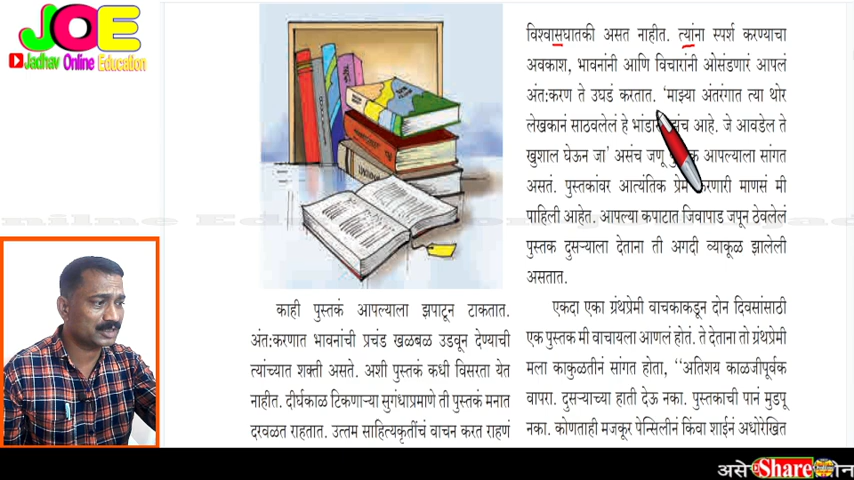 JOE
Jadhav Online Education
काही पुस्तकं आपल्याला झपाटून टाकतात.
अंत:करणात भावनांची प्रचंड खळबळ उडवून देण्याची
त्यांच्यात शक्ती असते. अशी पुस्तकं कधी विसरता येत
नाहीत. दीर्घकाळ टिकणाऱ्या सुगंधाप्रमाणे ती पुस्तकं मनात
दरवळत राहतात. उत्तम साहित्यकृतींचं वाचन करत राहणं
विश्वासघातकी असत नाहीत. त्यांना स्पर्श करण्याचा
अवकाश, भावनांनी आणि विचारांनी ओसंडणारं आपलं
अंत:करण ते उघडं करतात. ‘माझ्या अंतरंगात त्या थोर
लेखकानं साठवलेलं हे आहे. जे आवडेल ते
खुशाल घेऊन जा’ असंच जणू आपल्याला सांगत
असतं. पुस्तकांवर आत्यंतिक प्रेम करणारी माणसं मी
पाहिली आहेत. आपल्या कपाटात जिवापाड जपून ठेवलेलं
पुस्तक दुसऱ्याला देताना ती अगदी व्याकूळ झालेली
असतात.
एकदा एका ग्रंथप्रेमी वाचकाकडून दोन दिवसांसाठी
एक पुस्तक मी वाचायला आणलं होतं. ते देताना तो ग्रंथप्रेमी
मला काकुळतीनं सांगत होता, ‘‘अतिशय काळजीपूर्वक
वापरा. दुसऱ्याच्या हाती देऊ नका. पुस्तकाची पानं मुडपू
नका. कोणताही मजकूर पेन्सिलीनं किंवा शाईनं अधोरेखित
असे Share